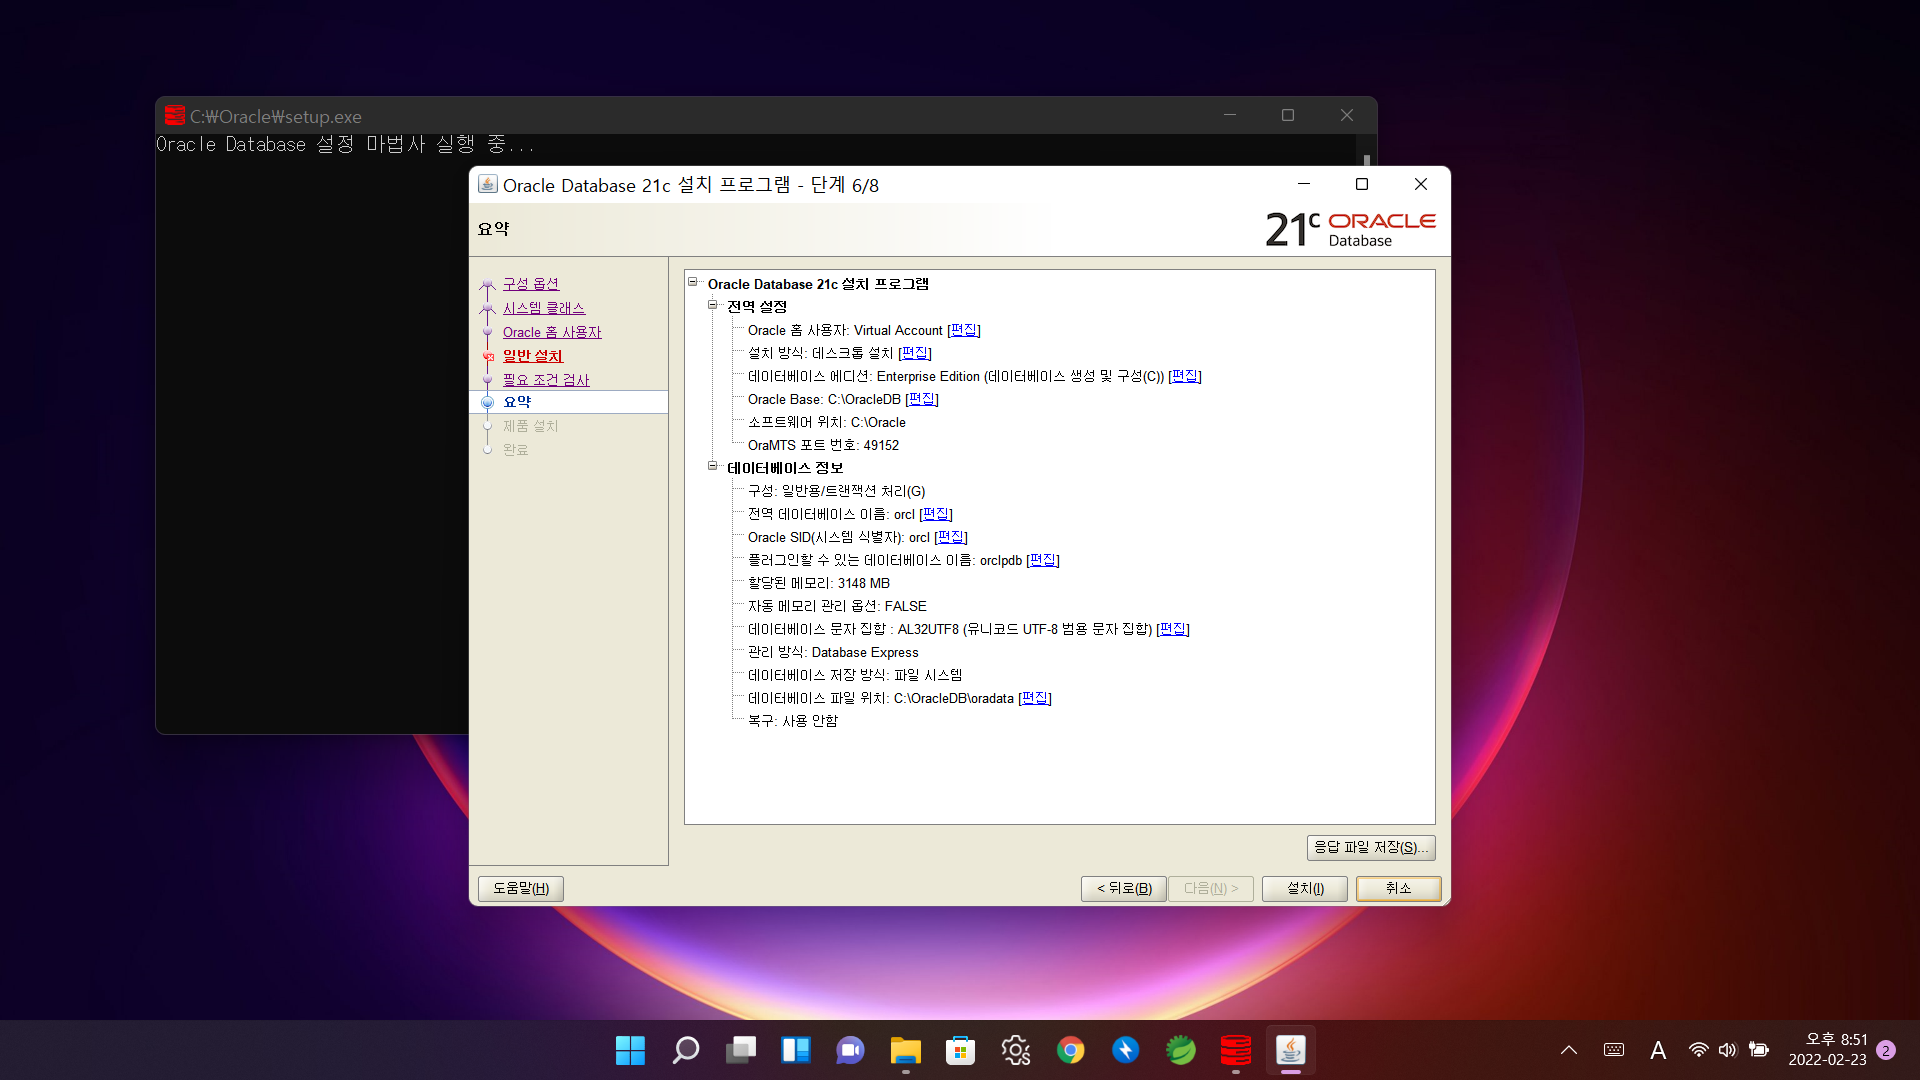 C:₩Oracle₩setup.exe
Oracle Database 설정 마법사 실행 중...
Oracle Database 21c 설치 프로그램 - 단계 6/8
요약
21c ORACLE
Database
구성 옵션
시스템 클래스
Oracle 홈 사용자
일반 설치
필요 조건 검사
요약
제품 설치
완료
Oracle Database 21c 설치 프로그램
전역 설정
Oracle 홈 사용자: Virtual Account [편집]
설치 방식: 데스크톱 설치 [편집]
데이터베이스 에디션: Enterprise Edition (데이터베이스 생성 및 구성(C)) [편집]
Oracle Base: C:\OracleDB [편집]
소프트웨어 위치: C:\Oracle
OraMTS 포트 번호: 49152
데이터베이스 정보
구성: 일반용/트랜잭션 처리(G)
전역 데이터베이스 이름: orcl [편집]
Oracle SID(시스템 식별자): orcl [편집]
플러그인할 수 있는 데이터베이스 이름: orclpdb [편집]
할당된 메모리: 3148 MB
자동 메모리 관리 옵션: FALSE
데이터베이스 문자 집합 : AL32UTF8 (유니코드 UTF-8 범용 문자 집합) [편집]
관리 방식: Database Express
데이터베이스 저장 방식: 파일 시스템
데이터베이스 파일 위치: C:\OracleDB\oradata [편집]
복구: 사용 안함
응답 파일 저장(S)...
도움말(H)
< 뒤로(B)
다음(N) >
설치(I)
취소
A
오후 8:51
2022-02-23
2